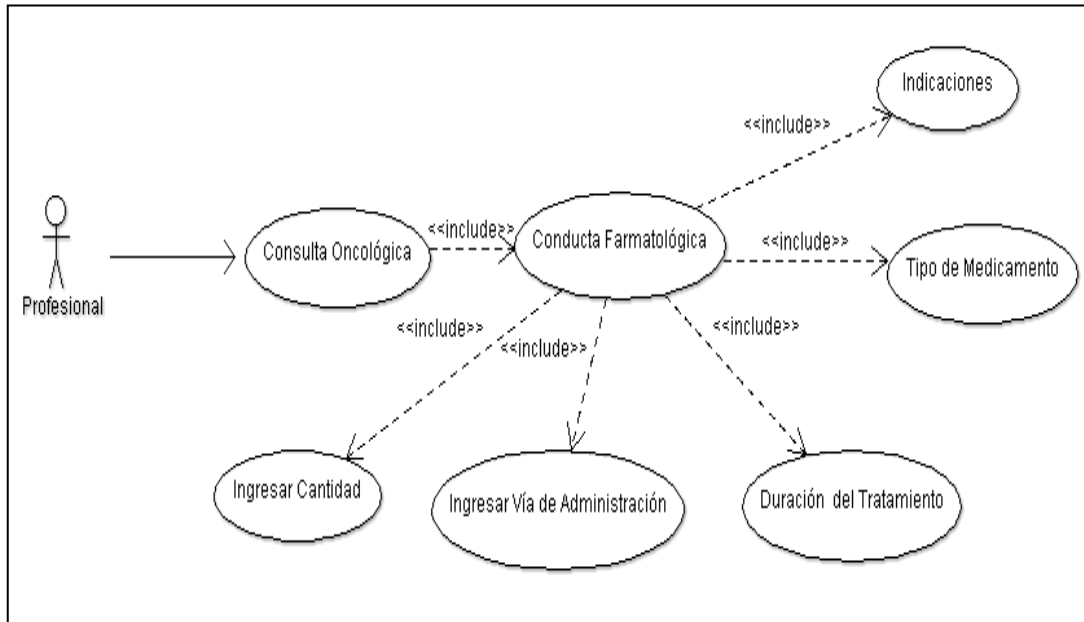 Indicaciones
<<include>>
<<include>>
Conducta Farmatológica
<<include>>
Consulta Oncológica
Tipo de Medicamento
Profesional
<<include>>
<<include>>
<<include>>
Ingresar Cantidad
Ingresar Vía de Administración
Duración del Tratamiento